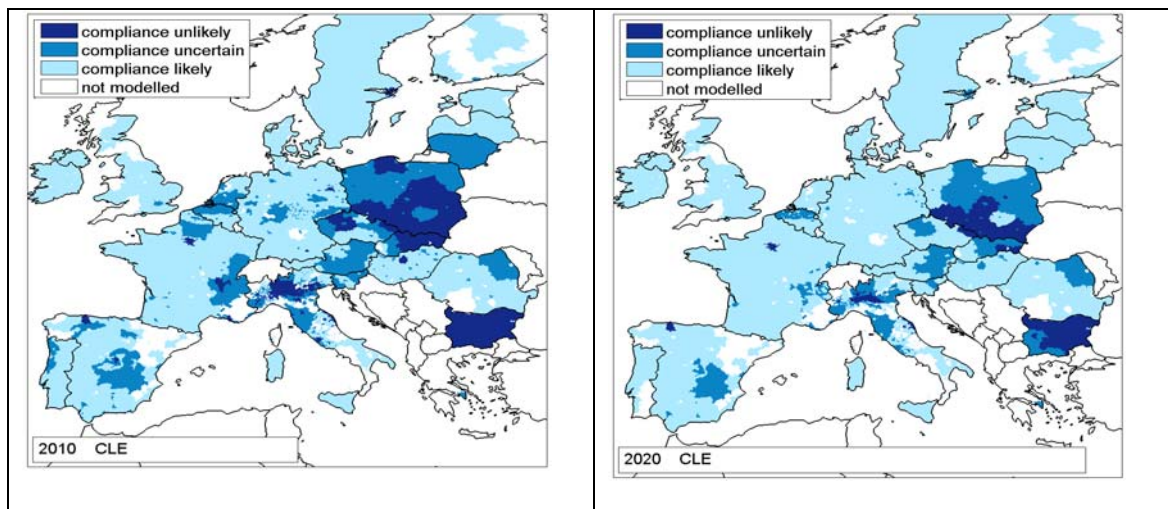 compliance unlikely
compliance uncertain
compliance likely
not modelled
2010 CLE
compliance unlikely
compliance uncertain
compliance likely
not modelled
2020 CLE